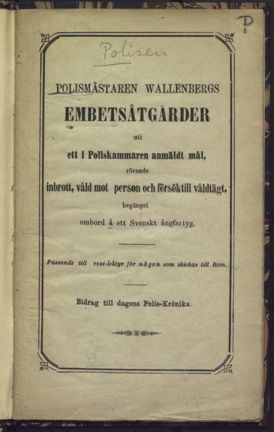 P
Polisen
POLISMÄSTAREN WALLENBERGS
EMBETSÅTGÄRDER
uti
ett i Poliskammaren anmäldt mål,
rörande
inbrott, våld mot person och försök till våldtägt,
begånget
ombord å ett Svenskt ångfartyg.
Passande till rese-lektyr för någon som skickas till Rom.
Bidrag till dagens Polis-Krönika.